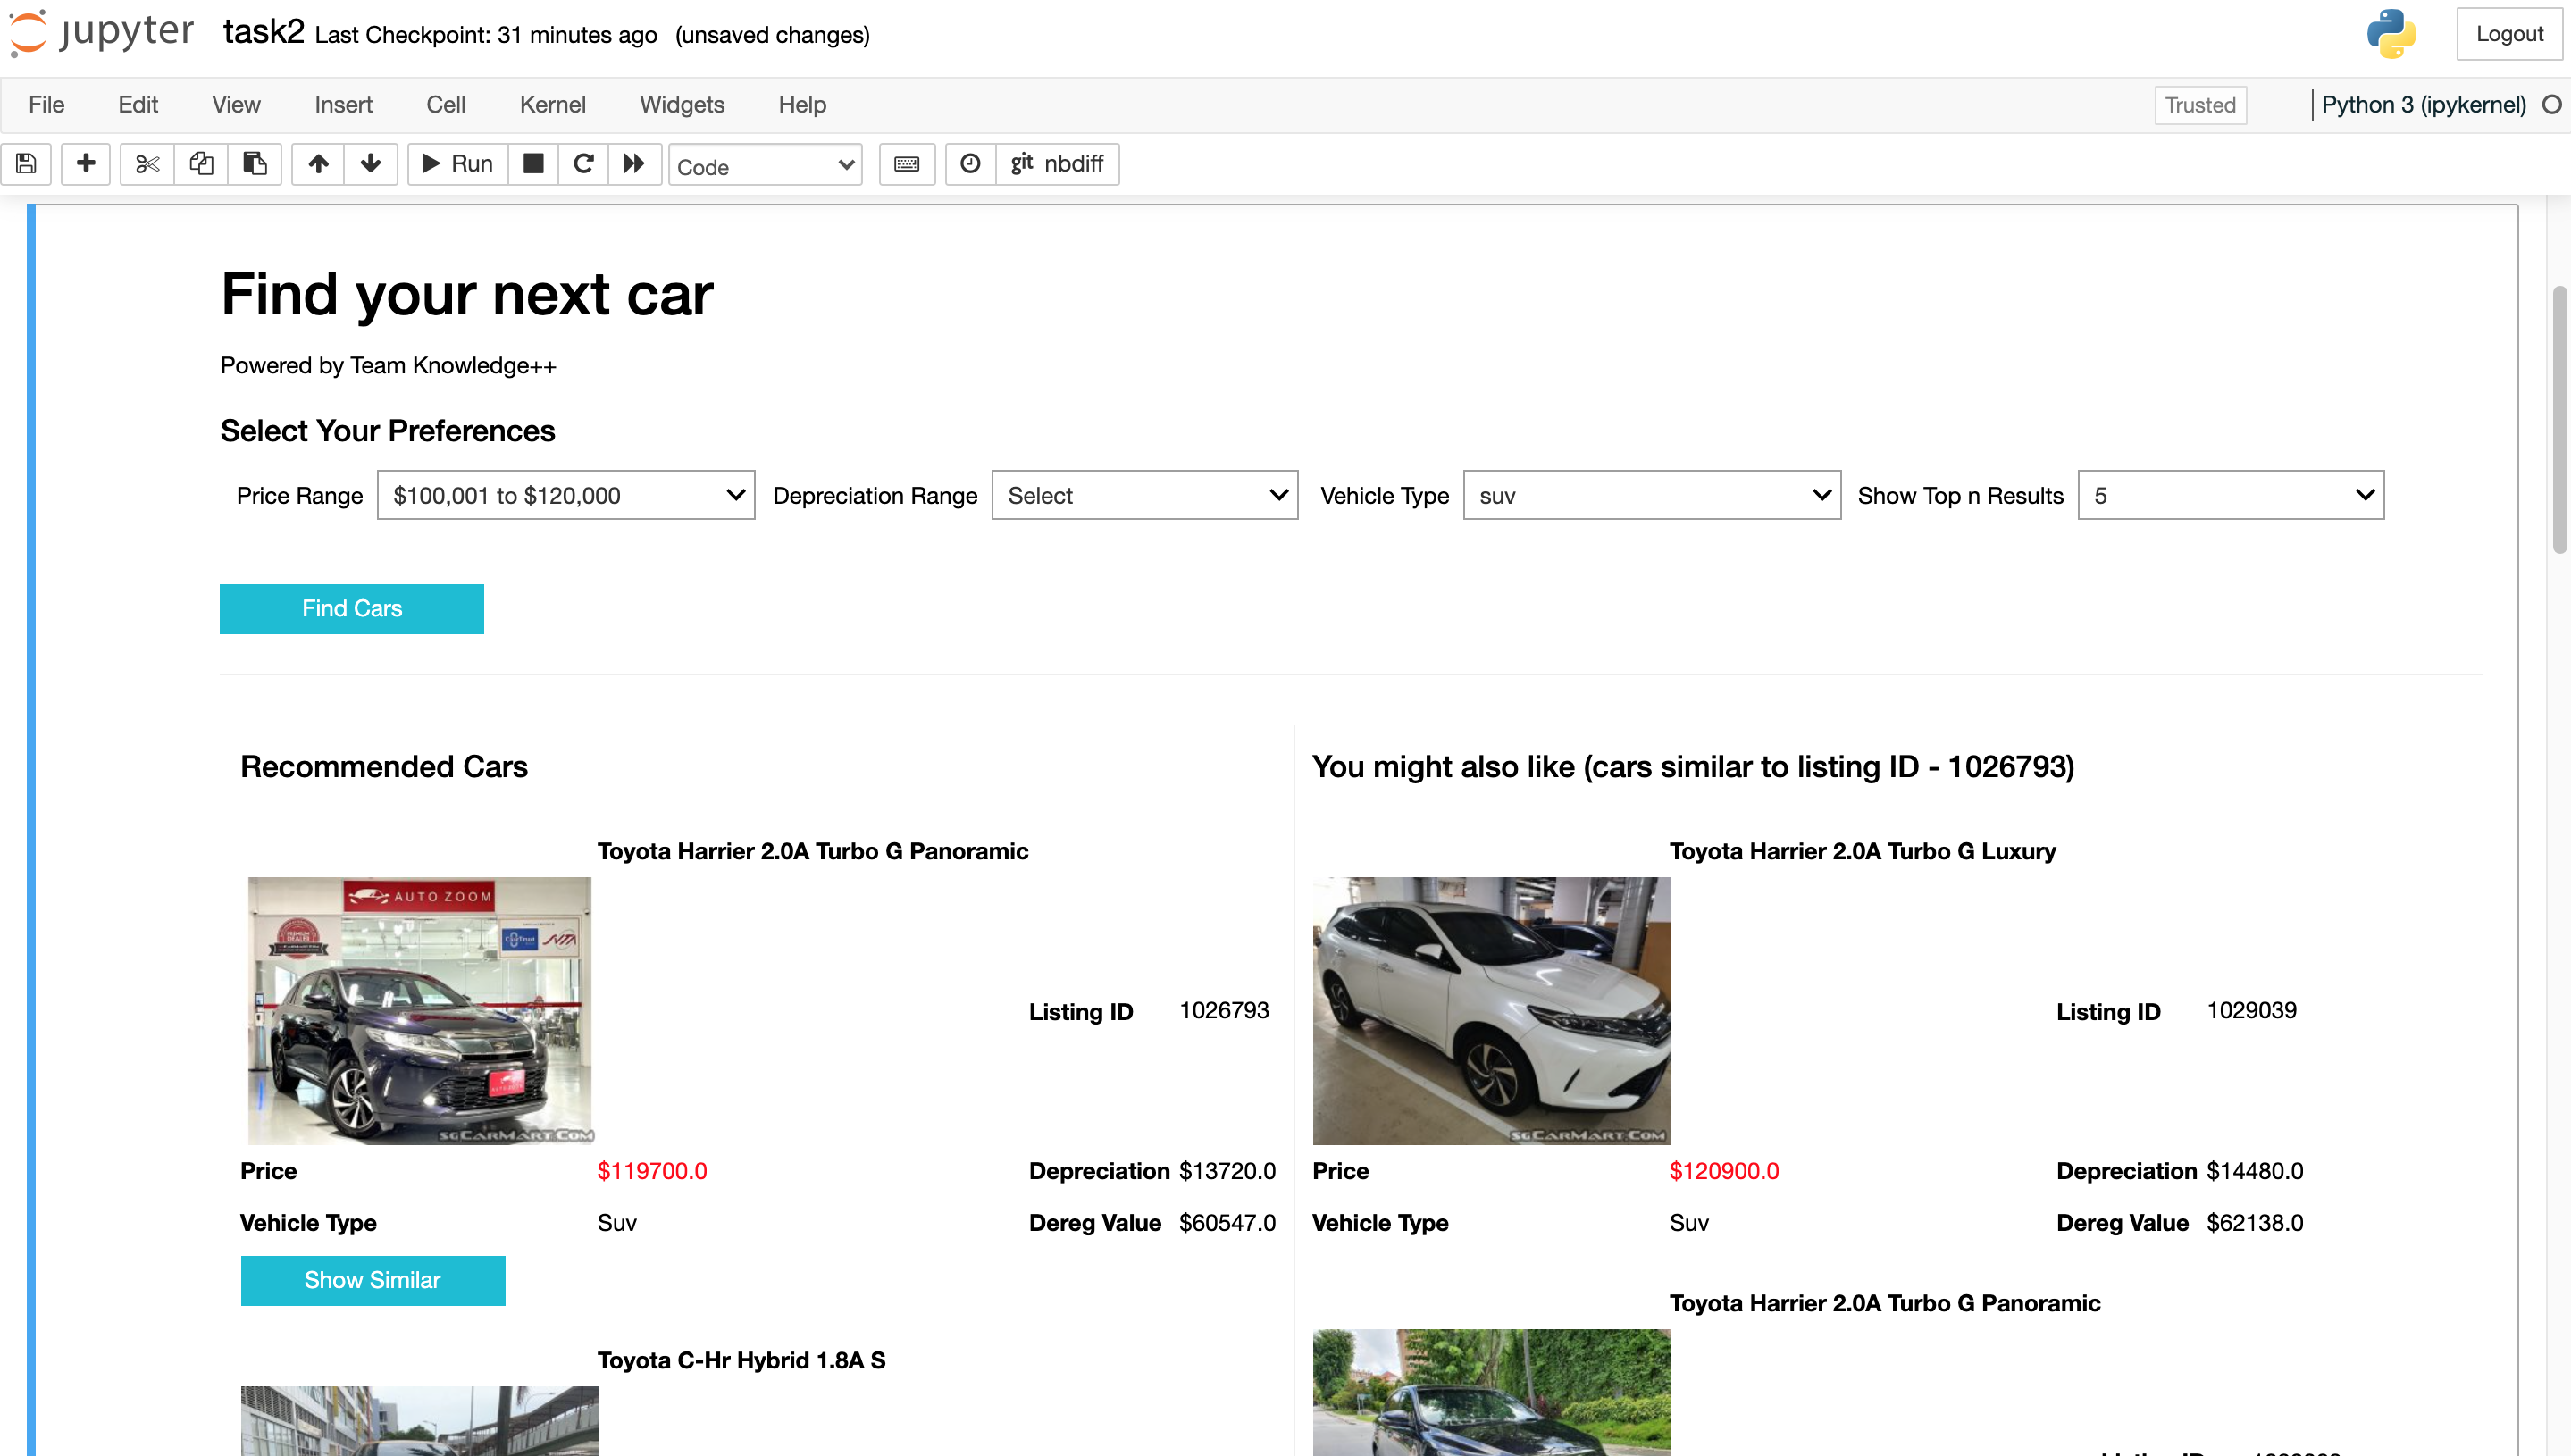 jupyter task2 Last Checkpoint: 31 minutes ago (unsaved changes) Logout
File Edit View Insert Cell Kernel Widgets Help Trusted Python 3 (ipykernel)
Run Code git nbdiff
Find your next car
Powered by Team Knowledge++
Select Your Preferences
Price Range $100,001 to $120,000 Depreciation Range Select Vehicle Type suv Show Top n Results 5
Find Cars
Recommended Cars
Toyota Harrier 2.0A Turbo G Panoramic
AUTO ZOOM
PREMIUM
DEALER
CaseTrust
SVTA
sgCarMart.Com
Listing ID 1026793
Price $119700.0 Depreciation $13720.0
Vehicle Type Suv Dereg Value $60547.0
Show Similar
Toyota C-Hr Hybrid 1.8A S
You might also like (cars similar to listing ID - 1026793)
Toyota Harrier 2.0A Turbo G Luxury
sgCarMart.Com
Listing ID 1029039
Price $120900.0 Depreciation $14480.0
Vehicle Type Suv Dereg Value $62138.0
Toyota Harrier 2.0A Turbo G Panoramic